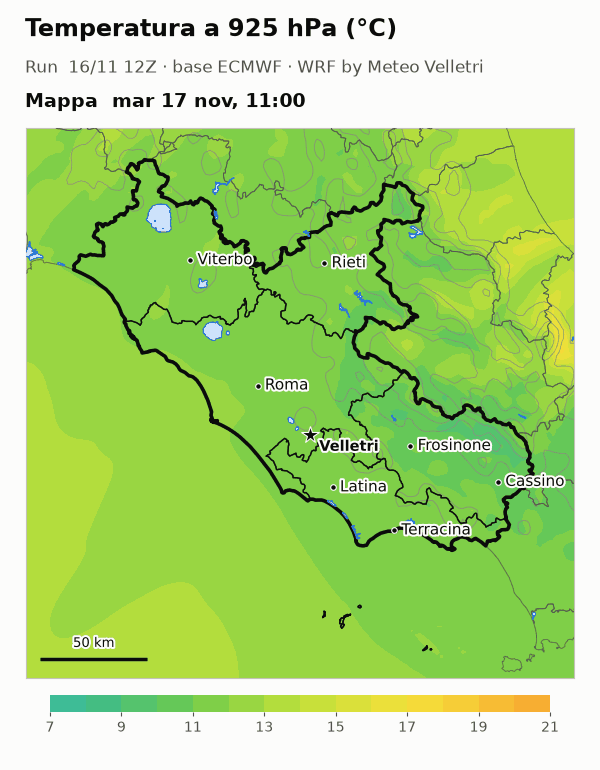 Temperatura a 925 hPa (°C)
Run  16/11 12Z · base ECMWF · WRF by Meteo Velletri
Mappa  mar 17 nov, 11:00
Viterbo
Rieti
Roma
Velletri
Frosinone
Cassino
Latina
Terracina
50 km
7 9 11 13 15 17 19 21